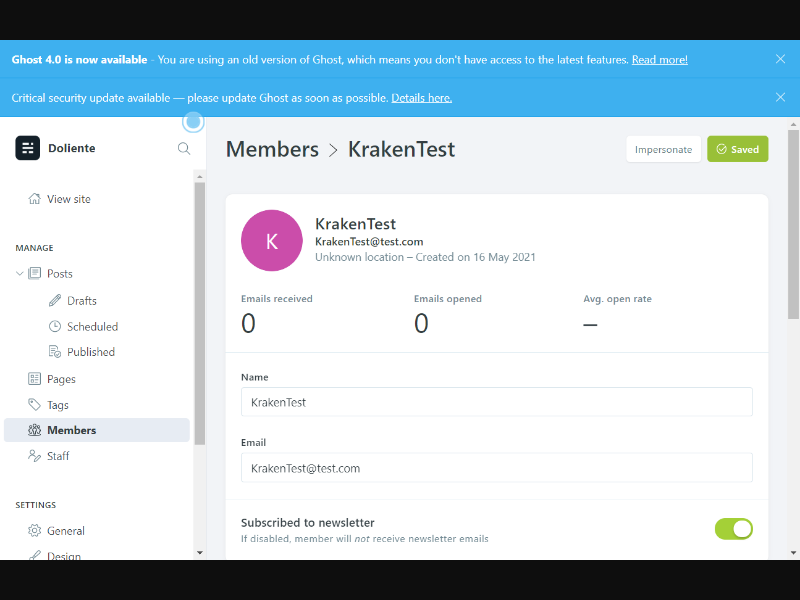 Ghost 4.0 is now available - You are using an old version of Ghost, which means you don't have access to the latest features. Read more!
Critical security update available — please update Ghost as soon as possible. Details here.
Doliente
View site
MANAGE
Posts
Drafts
Scheduled
Published
Pages
Tags
Members
Staff
SETTINGS
General
Design
Members > KrakenTest
Impersonate
Saved
K
KrakenTest
KrakenTest@test.com
Unknown location – Created on 16 May 2021
Emails received
0
Emails opened
0
Avg. open rate
–
Name
KrakenTest
Email
KrakenTest@test.com
Subscribed to newsletter
If disabled, member will not receive newsletter emails